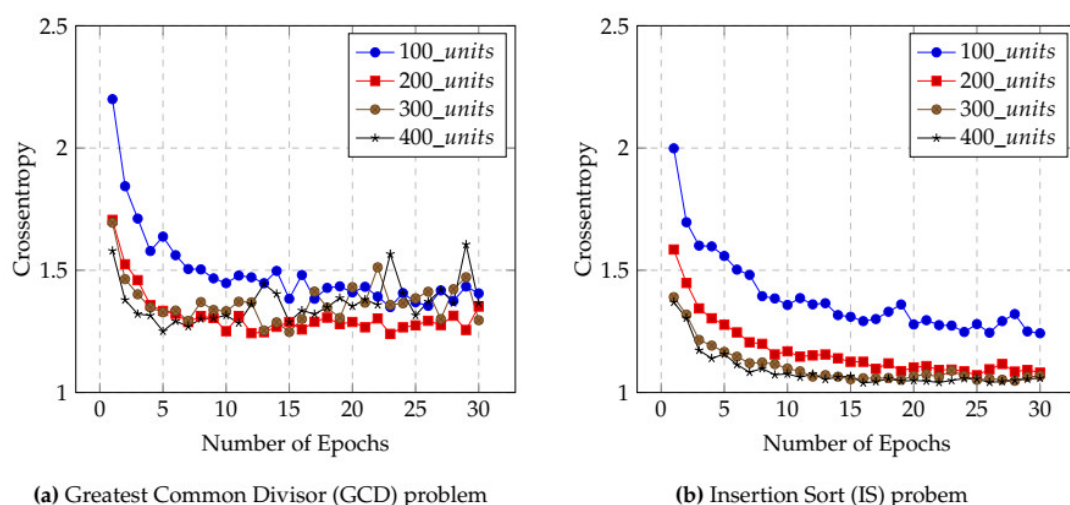 2.5
2
1.5
1
Crossentropy
0 5 10 15 20 25 30
Number of Epochs
100_units
200_units
300_units
400_units
(a) Greatest Common Divisor (GCD) problem
2.5
2
1.5
1
Crossentropy
0 5 10 15 20 25 30
Number of Epochs
100_units
200_units
300_units
400_units
(b) Insertion Sort (IS) probem